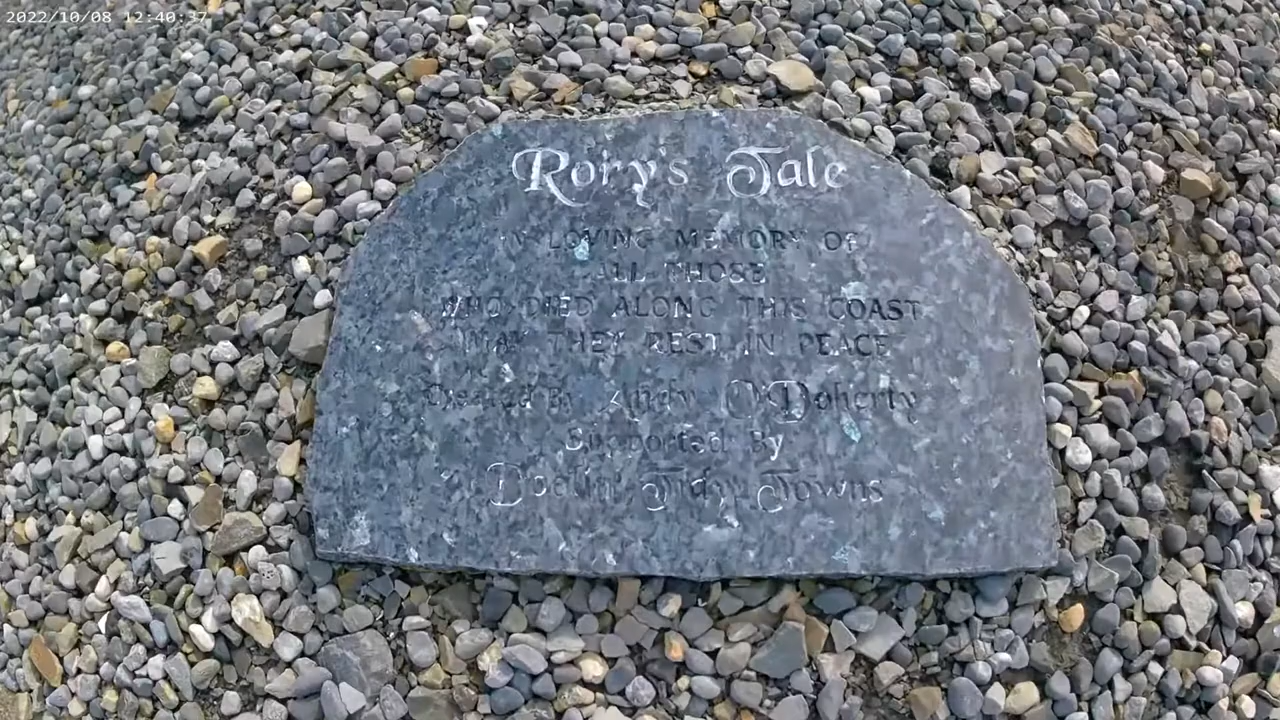 2022/10/08 12:40:37
Rory's Tale
IN LOVING MEMORY OF
ALL THOSE
WHO DIED ALONG THIS COAST
MAY THEY REST IN PEACE
Created By Andy O'Doherty
Supported By
Doolin Tidy Towns